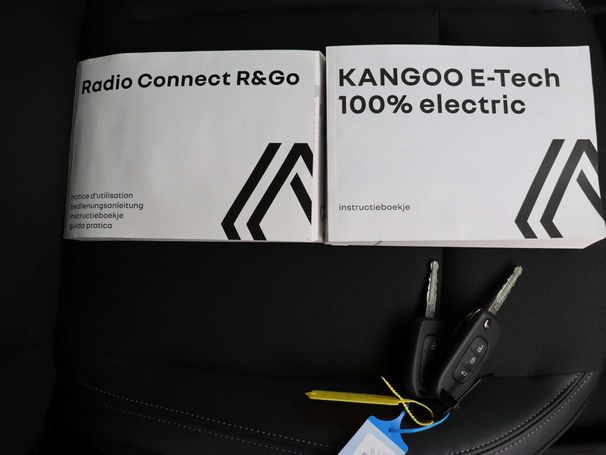 Radio Connect R&Go
notice d'utilisation
bedienungsanleitung
instructieboekje
guida pratica
KANGOO E-Tech
100% electric
instructieboekje